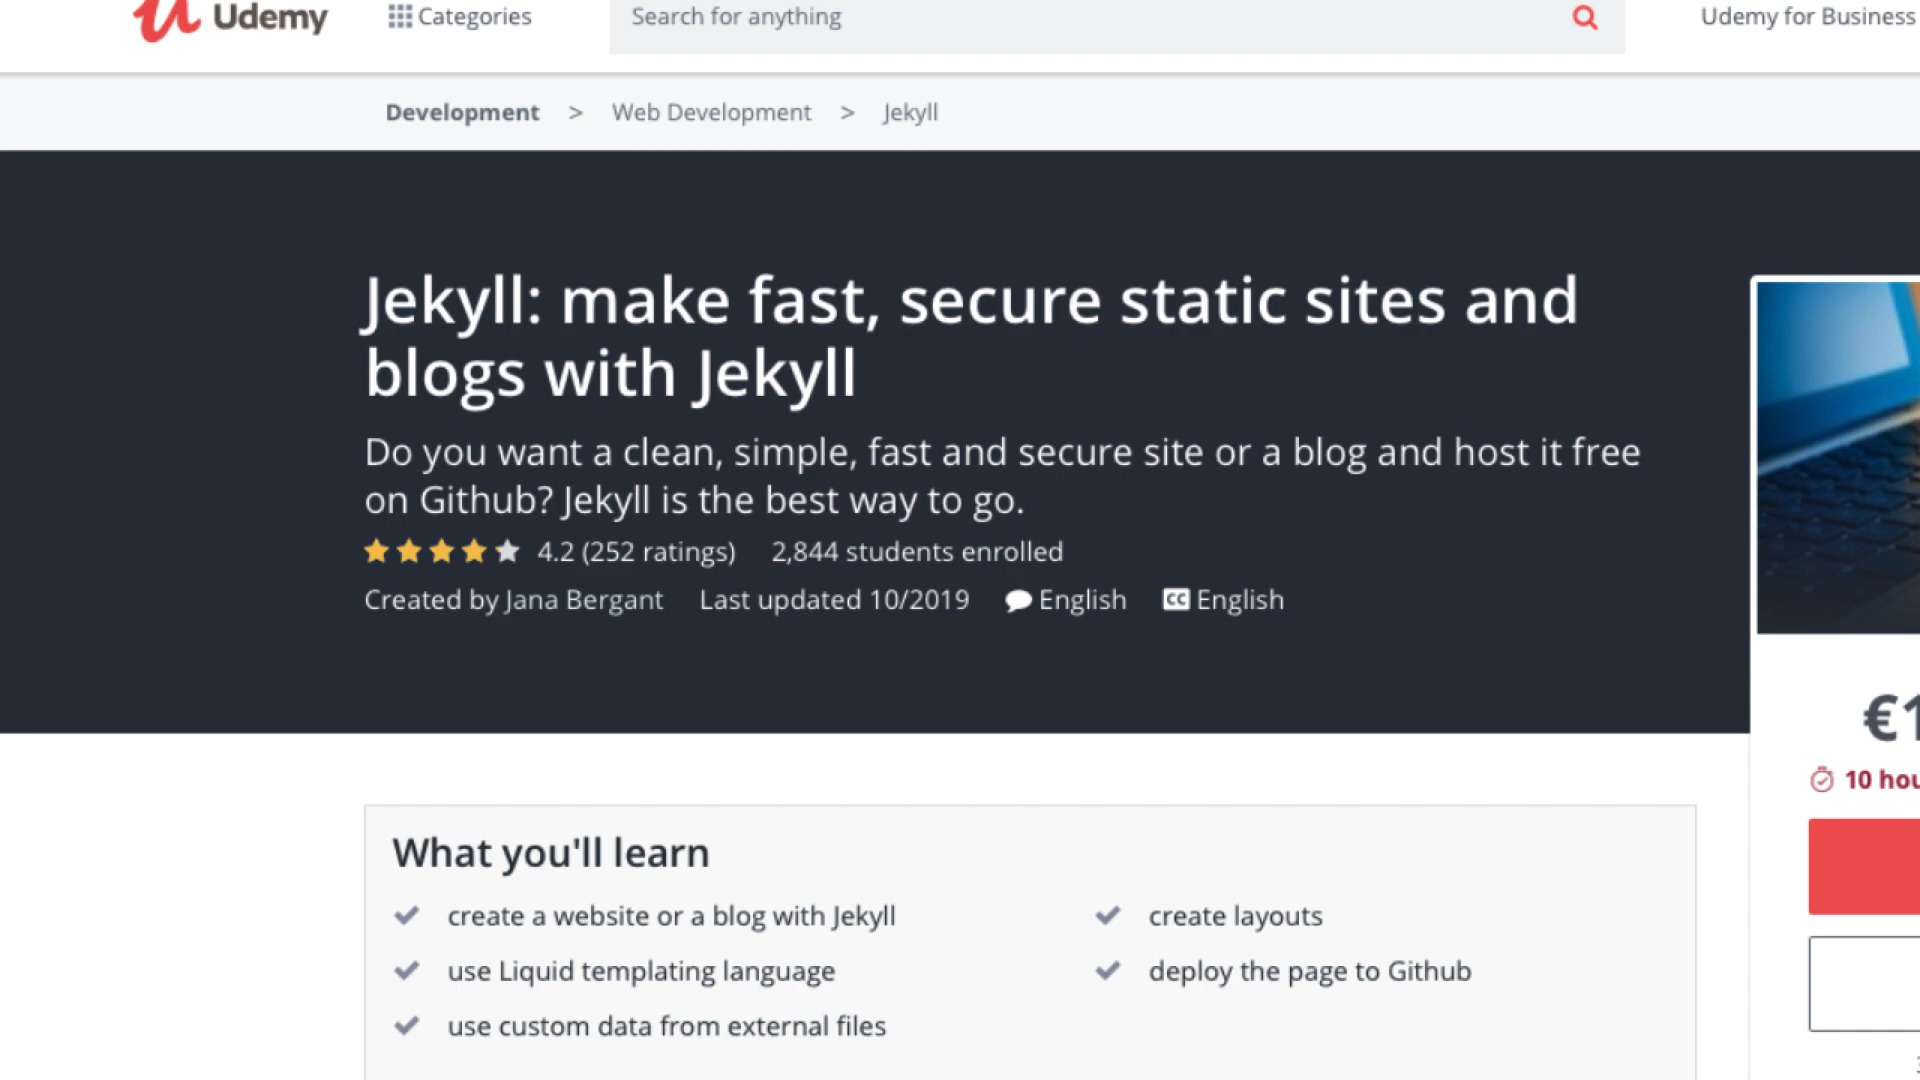 Udemy Categories Search for anything Udemy for Business
Development > Web Development > Jekyll
Jekyll: make fast, secure static sites and
blogs with Jekyll
Do you want a clean, simple, fast and secure site or a blog and host it free
on Github? Jekyll is the best way to go.
4.2 (252 ratings) 2,844 students enrolled
Created by Jana Bergant Last updated 10/2019 English CC English
€1
10 hou
What you'll learn
create a website or a blog with Jekyll
create layouts
use Liquid templating language
deploy the page to Github
use custom data from external files